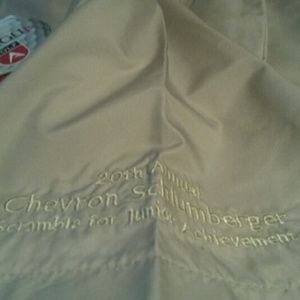 20th Annual
Chevron Schlumberger
Scramble for Junior Achievement